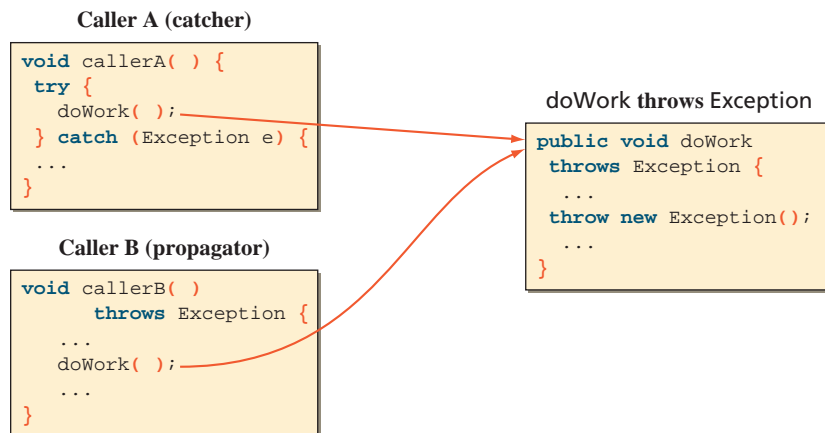 Caller A (catcher)
void callerA( ) {
try {
doWork( );
} catch (Exception e) {
...
}
Caller B (propagator)
void callerB( )
throws Exception {
...
doWork( );
...
}
doWork throws Exception
public void doWork
throws Exception {
...
throw new Exception();
...
}